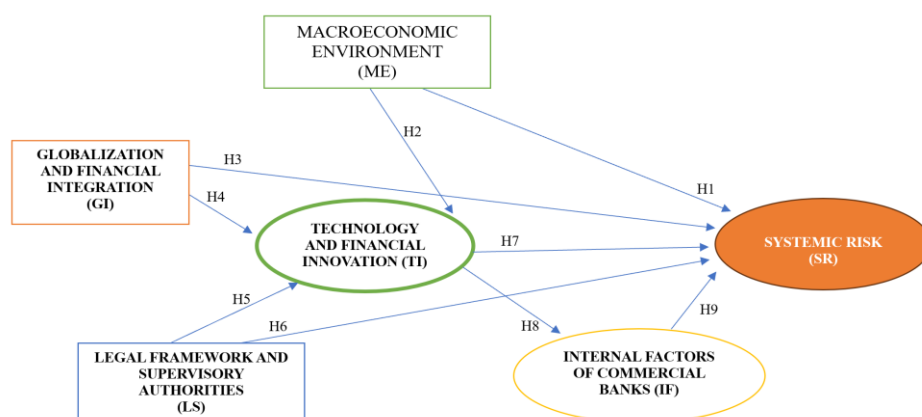 MACROECONOMIC
ENVIRONMENT
(ME)
H2
H1
GLOBALIZATION
AND FINANCIAL
INTEGRATION
(GI)
H3
H4
TECHNOLOGY
AND FINANCIAL
INNOVATION (TI)
H7
SYSTEMIC RISK
(SR)
H5
H6
H8
H9
LEGAL FRAMEWORK AND
SUPERVISORY
AUTHORITIES
(LS)
INTERNAL FACTORS
OF COMMERCIAL
BANKS (IF)